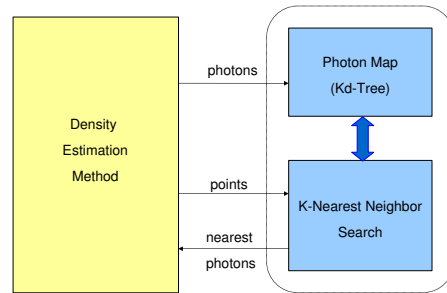 photons
Photon Map
(Kd-Tree)
Density
Estimation
Method
points
K-Nearest Neighbor
Search
nearest
photons